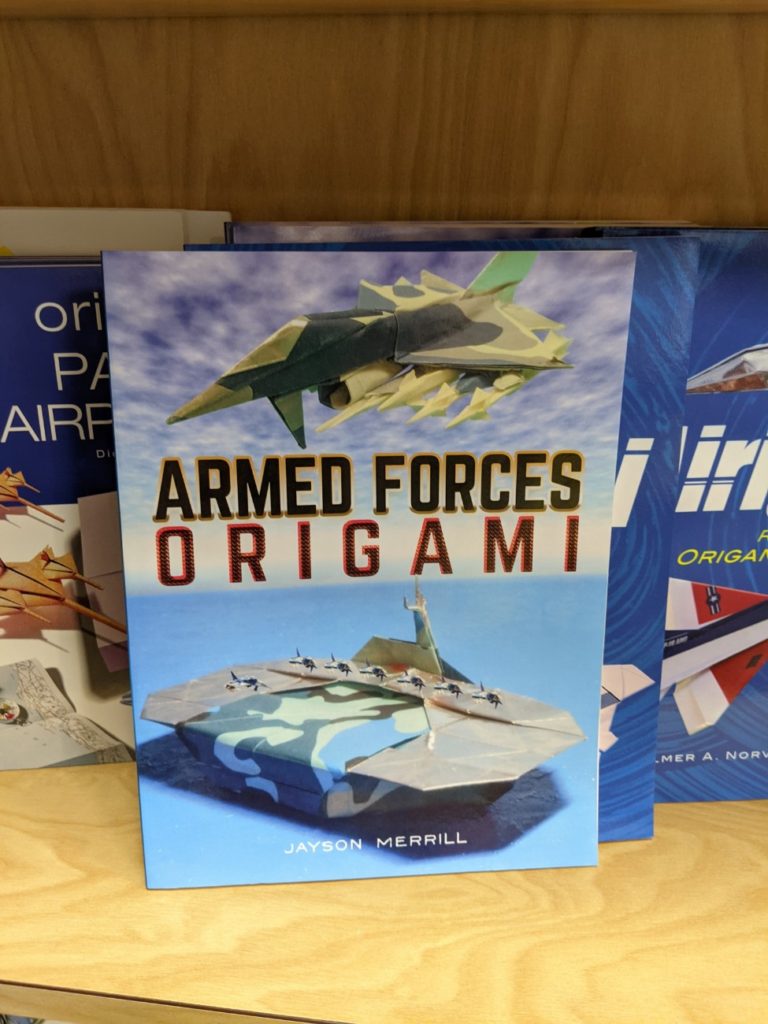 ARMED FORCES
ORIGAMI
JAYSON MERRILL
ori
PA
AIRP
ORIGAM
LMER A. NORV